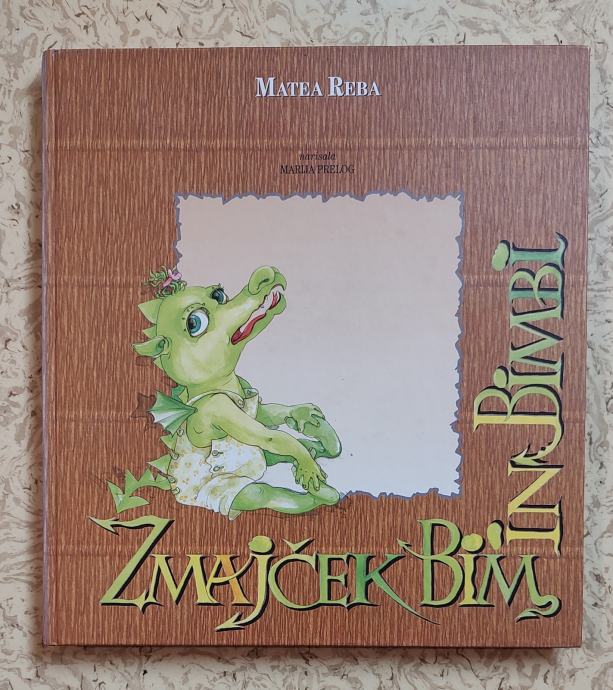 MATEA REBA
narisala
MARIJA PRELOG
ZMAJČEK BIM
IN BIMBI